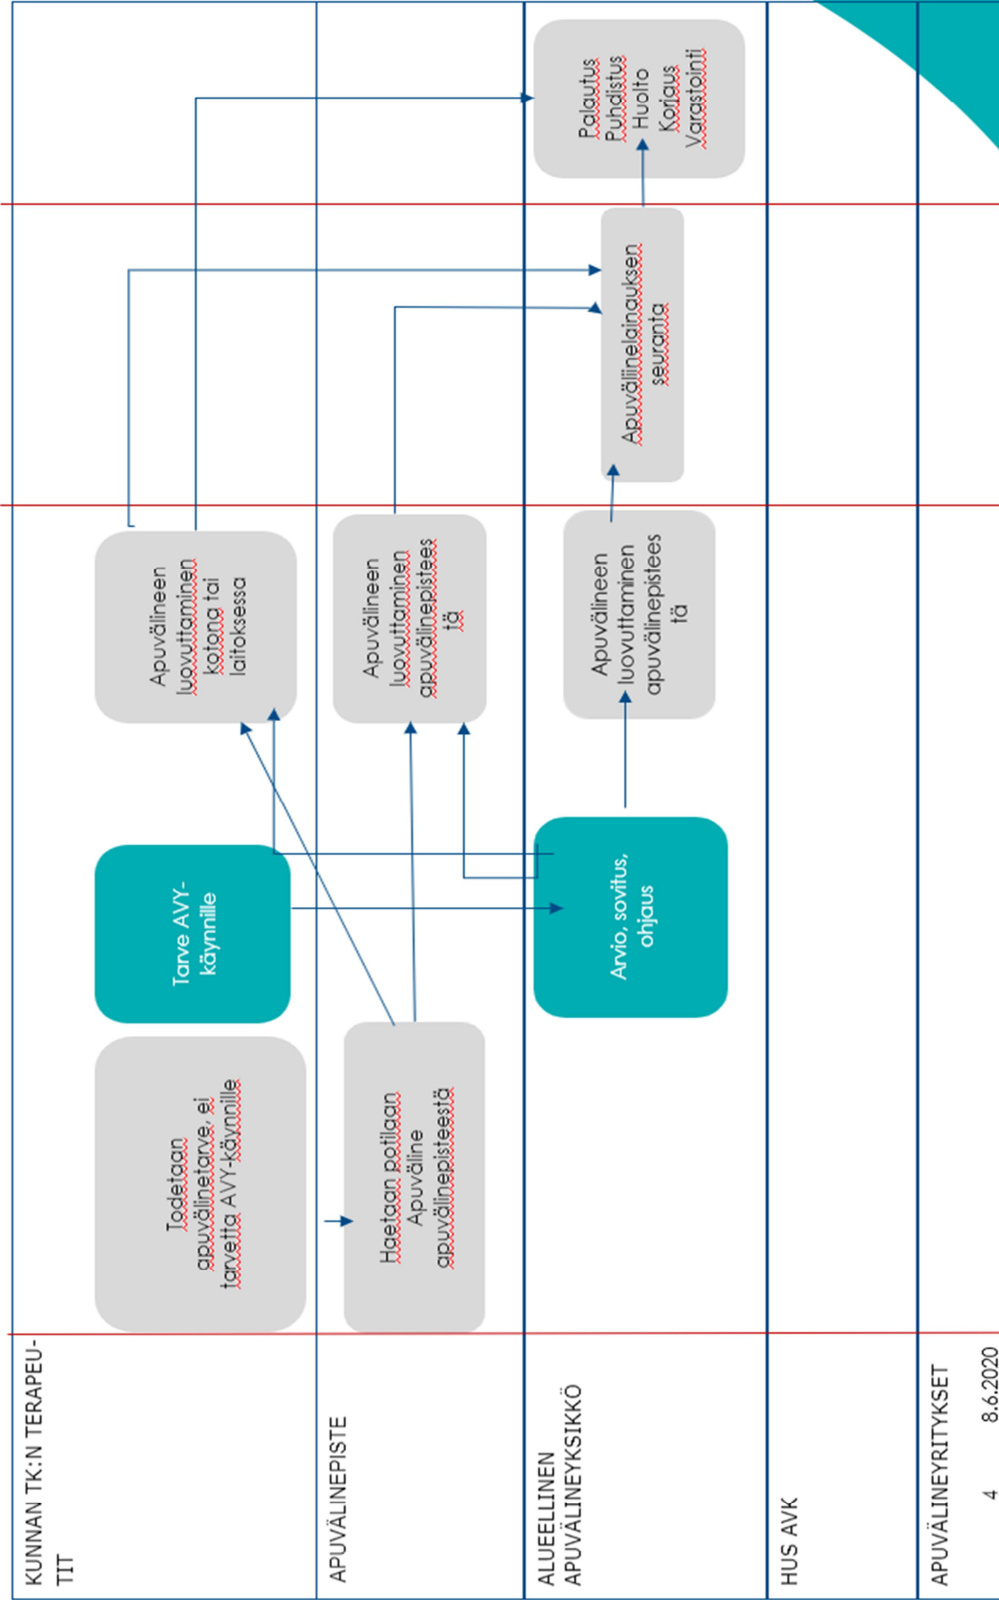 KUNNAN TK:N TERAPEU-
TIT
Todetaan
apuvälinetarve, ei
tarvetta AVY-käynnille
Tarve AVY-
käynnille
Apuvälineen
luovuttaminen
kotona tai
laitoksessa
APUVÄLINEPISTE
Haetaan potilaan
Apuväline
apuvälinepisteestä
Apuvälineen
luovuttaminen
apuvälinepistees
tä
ALUEELLINEN
APUVÄLINEYKSIKKÖ
Arvio, sovitus,
ohjaus
Apuvälineen
luovuttaminen
apuvälinepistees
tä
Apuväliinelainauksen
seuranta
Palautus
Puhdistus
Huolto
Korjaus
Varastointi
HUS AVK
APUVÄLINEYRITYKSET
4
8.6.2020